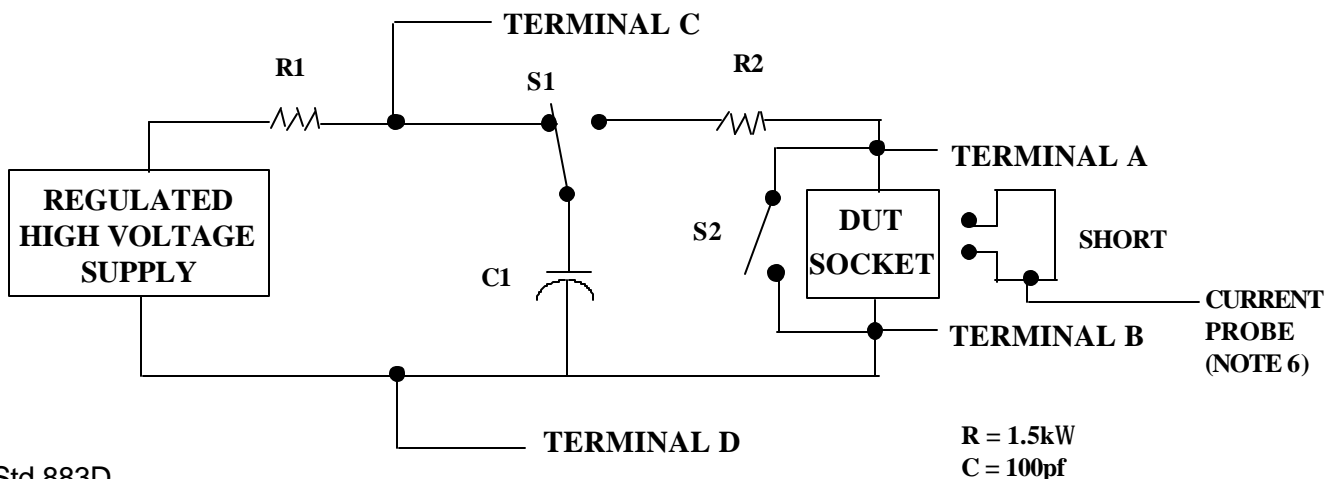 TERMINAL C
R1
S1
R2
TERMINAL A
REGULATED
HIGH VOLTAGE
SUPPLY
S2
DUT
SOCKET
SHORT
C1
CURRENT
PROBE
(NOTE 6)
TERMINAL B
TERMINAL D
R = 1.5kW
C = 100pf
Std 883D